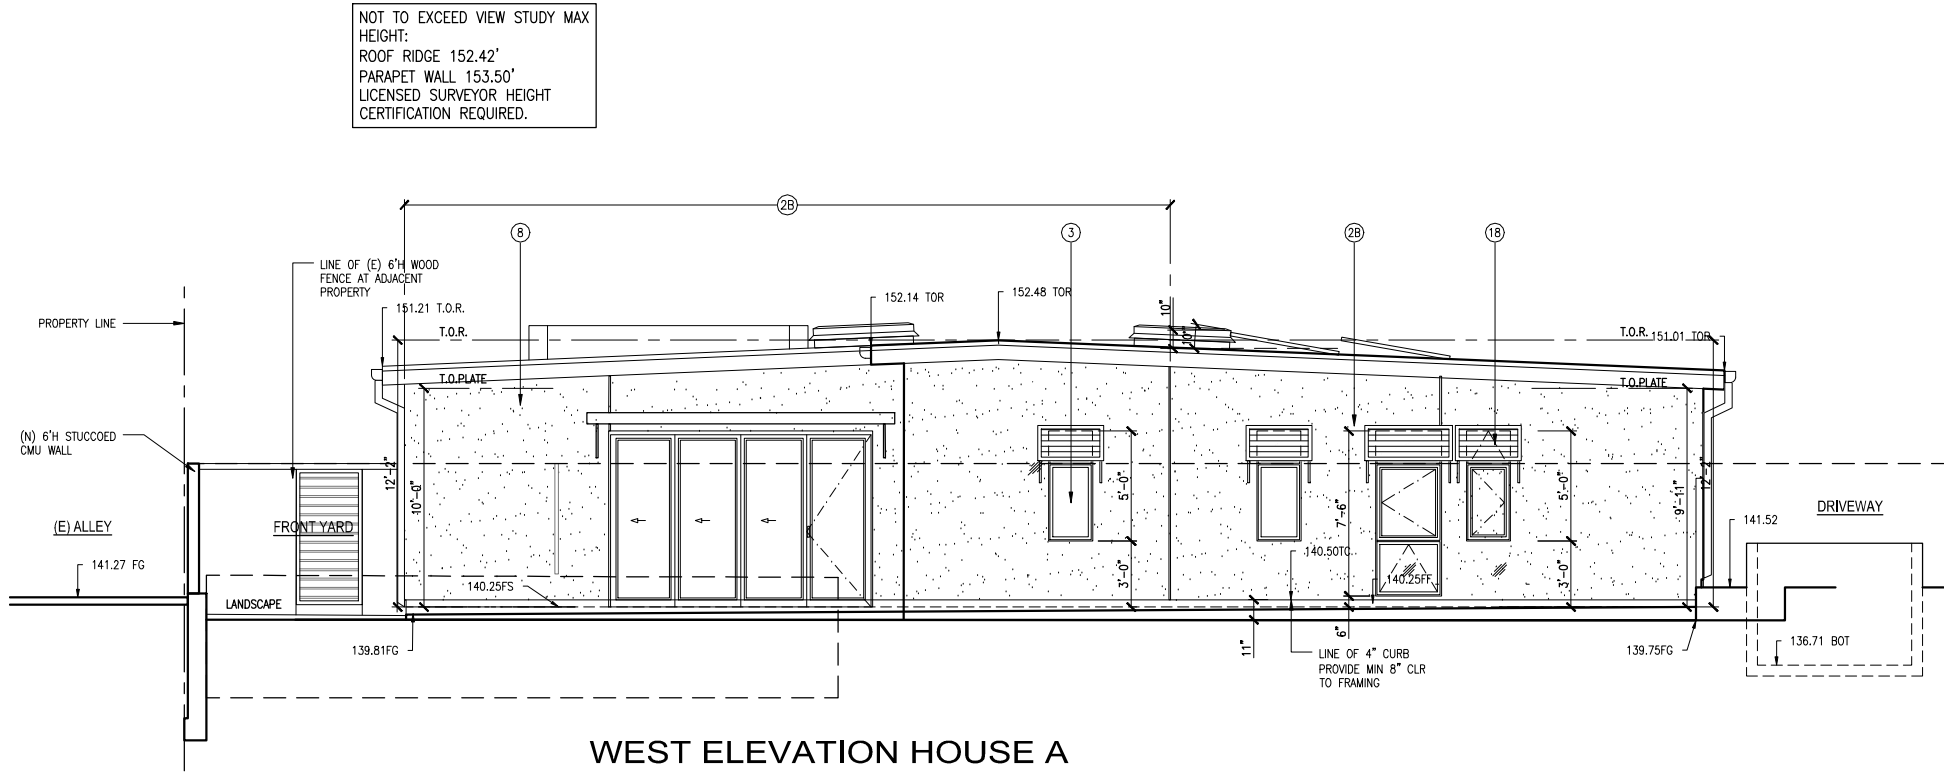 NOT TO EXCEED VIEW STUDY MAX
HEIGHT:
ROOF RIDGE 152.42'
PARAPET WALL 153.50'
LICENSED SURVEYOR HEIGHT
CERTIFICATION REQUIRED.
2B
8
3
2B
18
LINE OF (E) 6'H WOOD
FENCE AT ADJACENT
PROPERTY
151.21 T.O.R.
152.14 TOR
152.48 TOR
10"
10"
PROPERTY LINE
T.O.R.
T.O.R.
151.01 TOR
T.O.PLATE
T.O.PLATE
(N) 6'H STUCCOED
CMU WALL
12'-2"
10'-0"
5'-0"
7'-6"
5'-0"
9'-11"
12'-2"
(E) ALLEY
FRONT YARD
DRIVEWAY
141.52
141.27 FG
140.50TC
140.25FS
140.25FF
3'-0"
3'-0"
LANDSCAPE
139.81FG
11"
6"
LINE OF 4" CURB
PROVIDE MIN 8" CLR
TO FRAMING
139.75FG
136.71 BOT
WEST ELEVATION HOUSE A